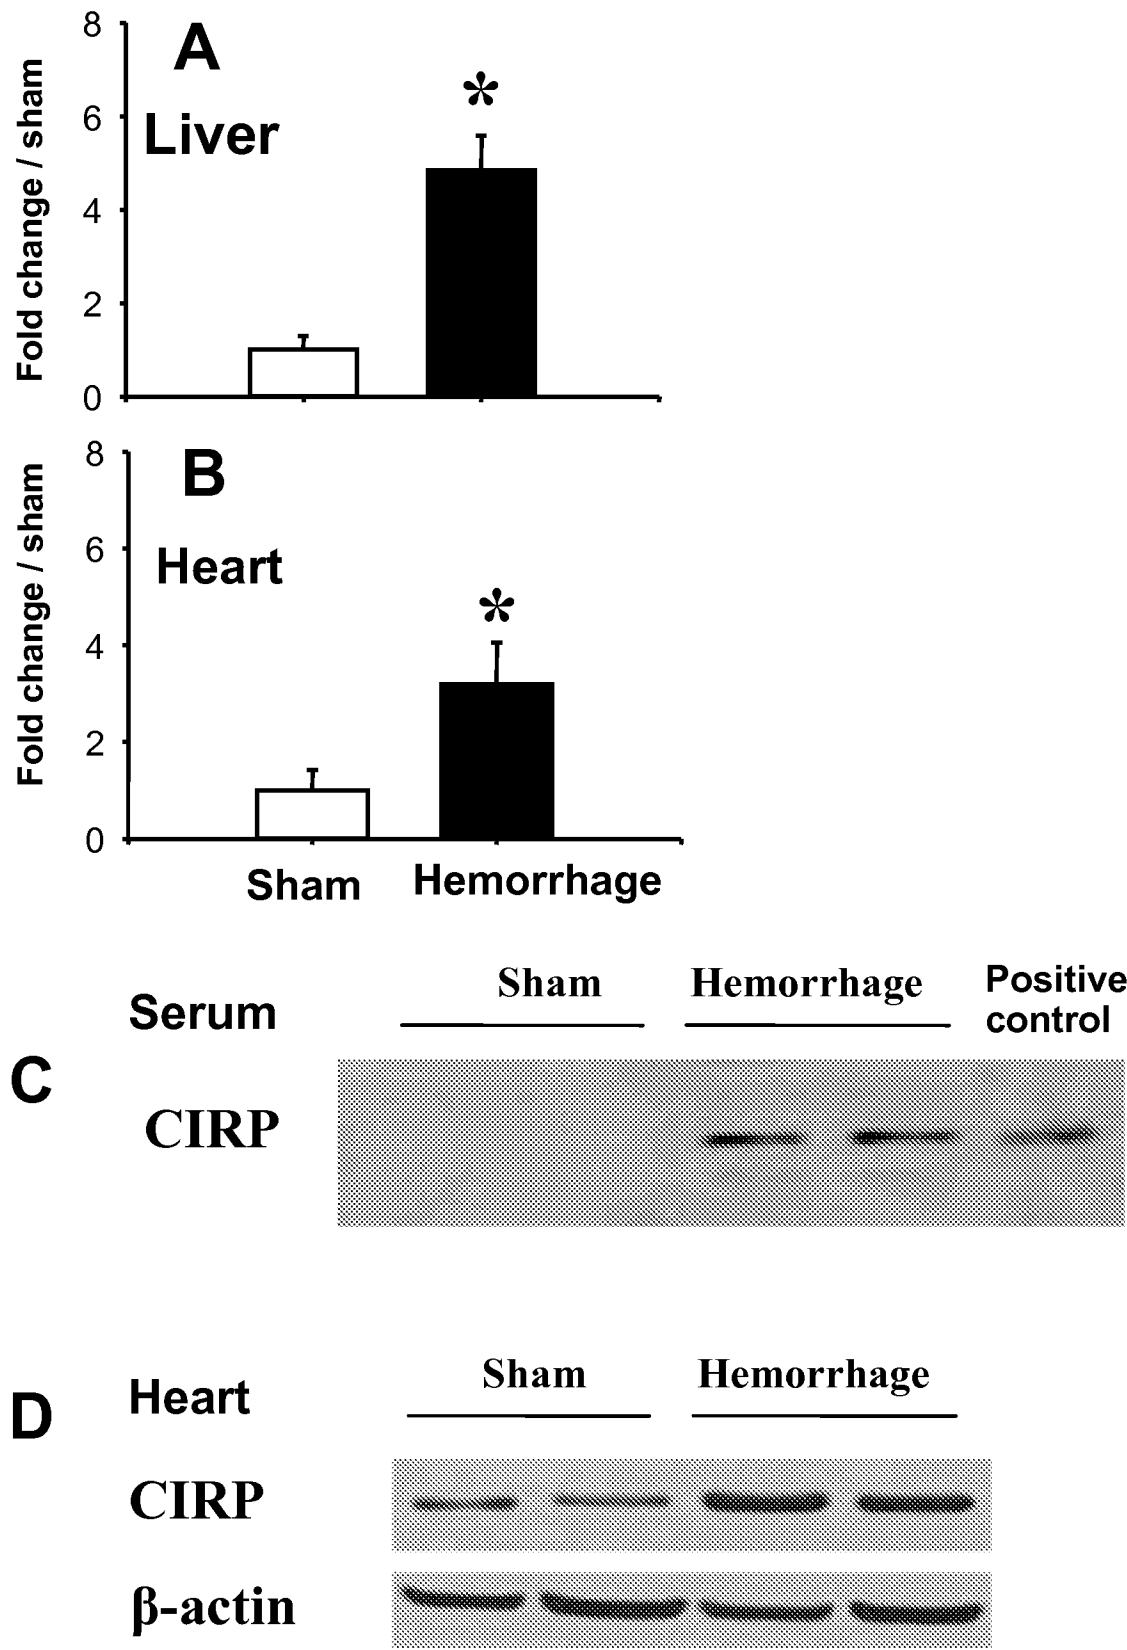 A
Liver
*
Fold change / sham
8
6
4
2
0
B
Heart
*
Fold change / sham
8
6
4
2
0
Sham Hemorrhage
Sham Hemorrhage Positive control
Serum
C
CIRP
Sham Hemorrhage
Heart
D
CIRP
β-actin